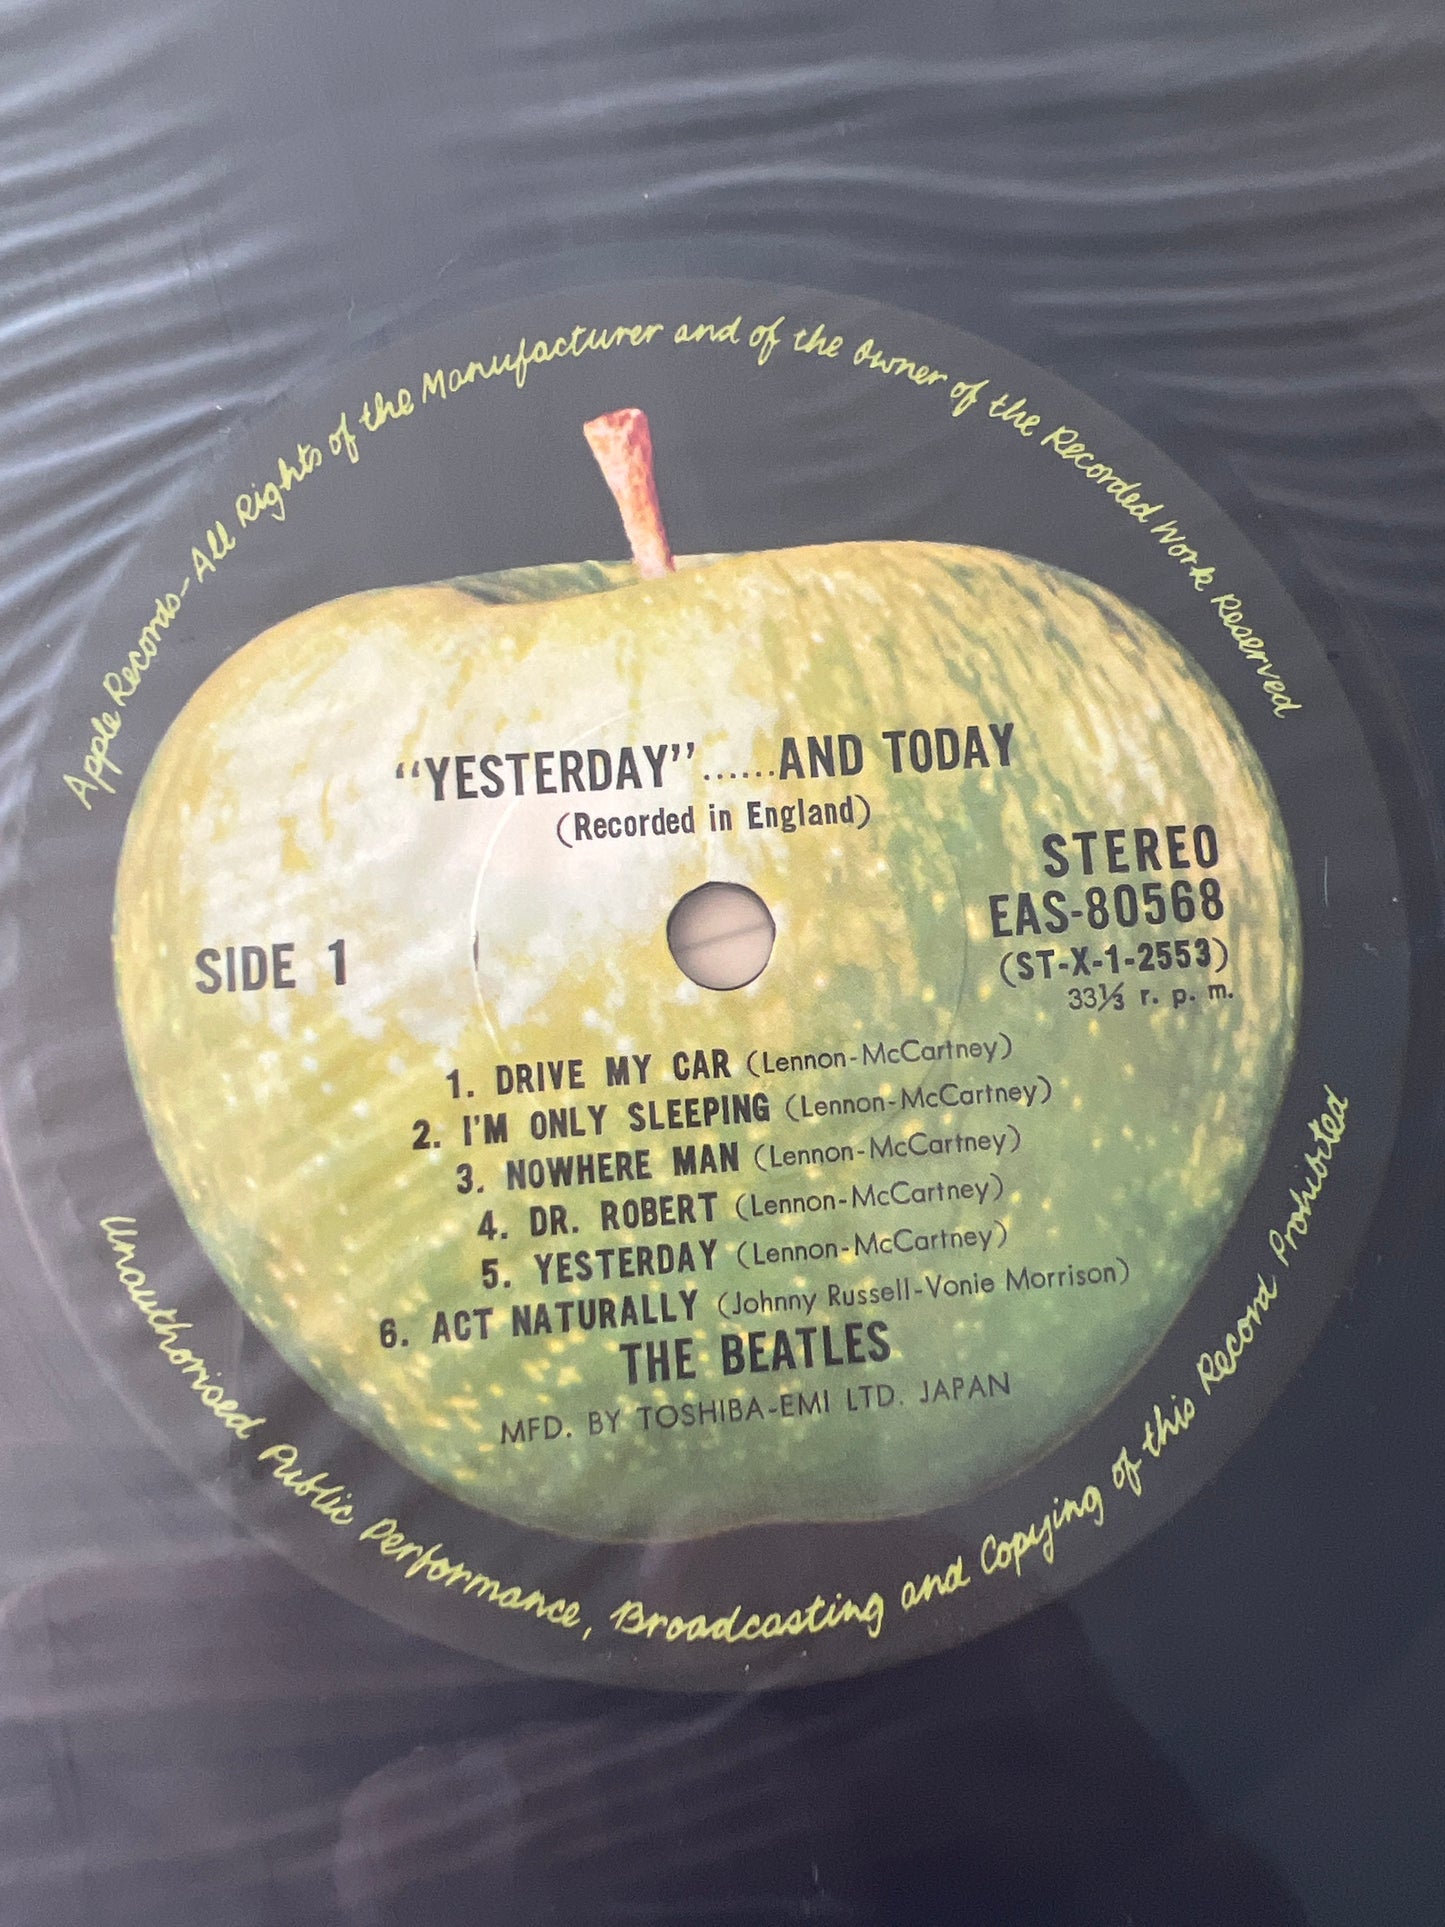 Apple Records-All Rights of the Manufacturer and of the Owner of the Recorded Work Reserved
“YESTERDAY”......AND TODAY
(Recorded in England)
STEREO
EAS-80568
(ST-X-1-2553)
33⅓ r. p. m.
SIDE 1
1. DRIVE MY CAR (Lennon-McCartney)
2. I'M ONLY SLEEPING (Lennon-McCartney)
3. NOWHERE MAN (Lennon-McCartney)
4. DR. ROBERT (Lennon-McCartney)
5. YESTERDAY (Lennon-McCartney)
6. ACT NATURALLY (Johnny Russell-Vonie Morrison)
THE BEATLES
MFD. BY TOSHIBA-EMI LTD. JAPAN
Unauthorised Public Performance, Broadcasting and Copying of this Record Prohibited